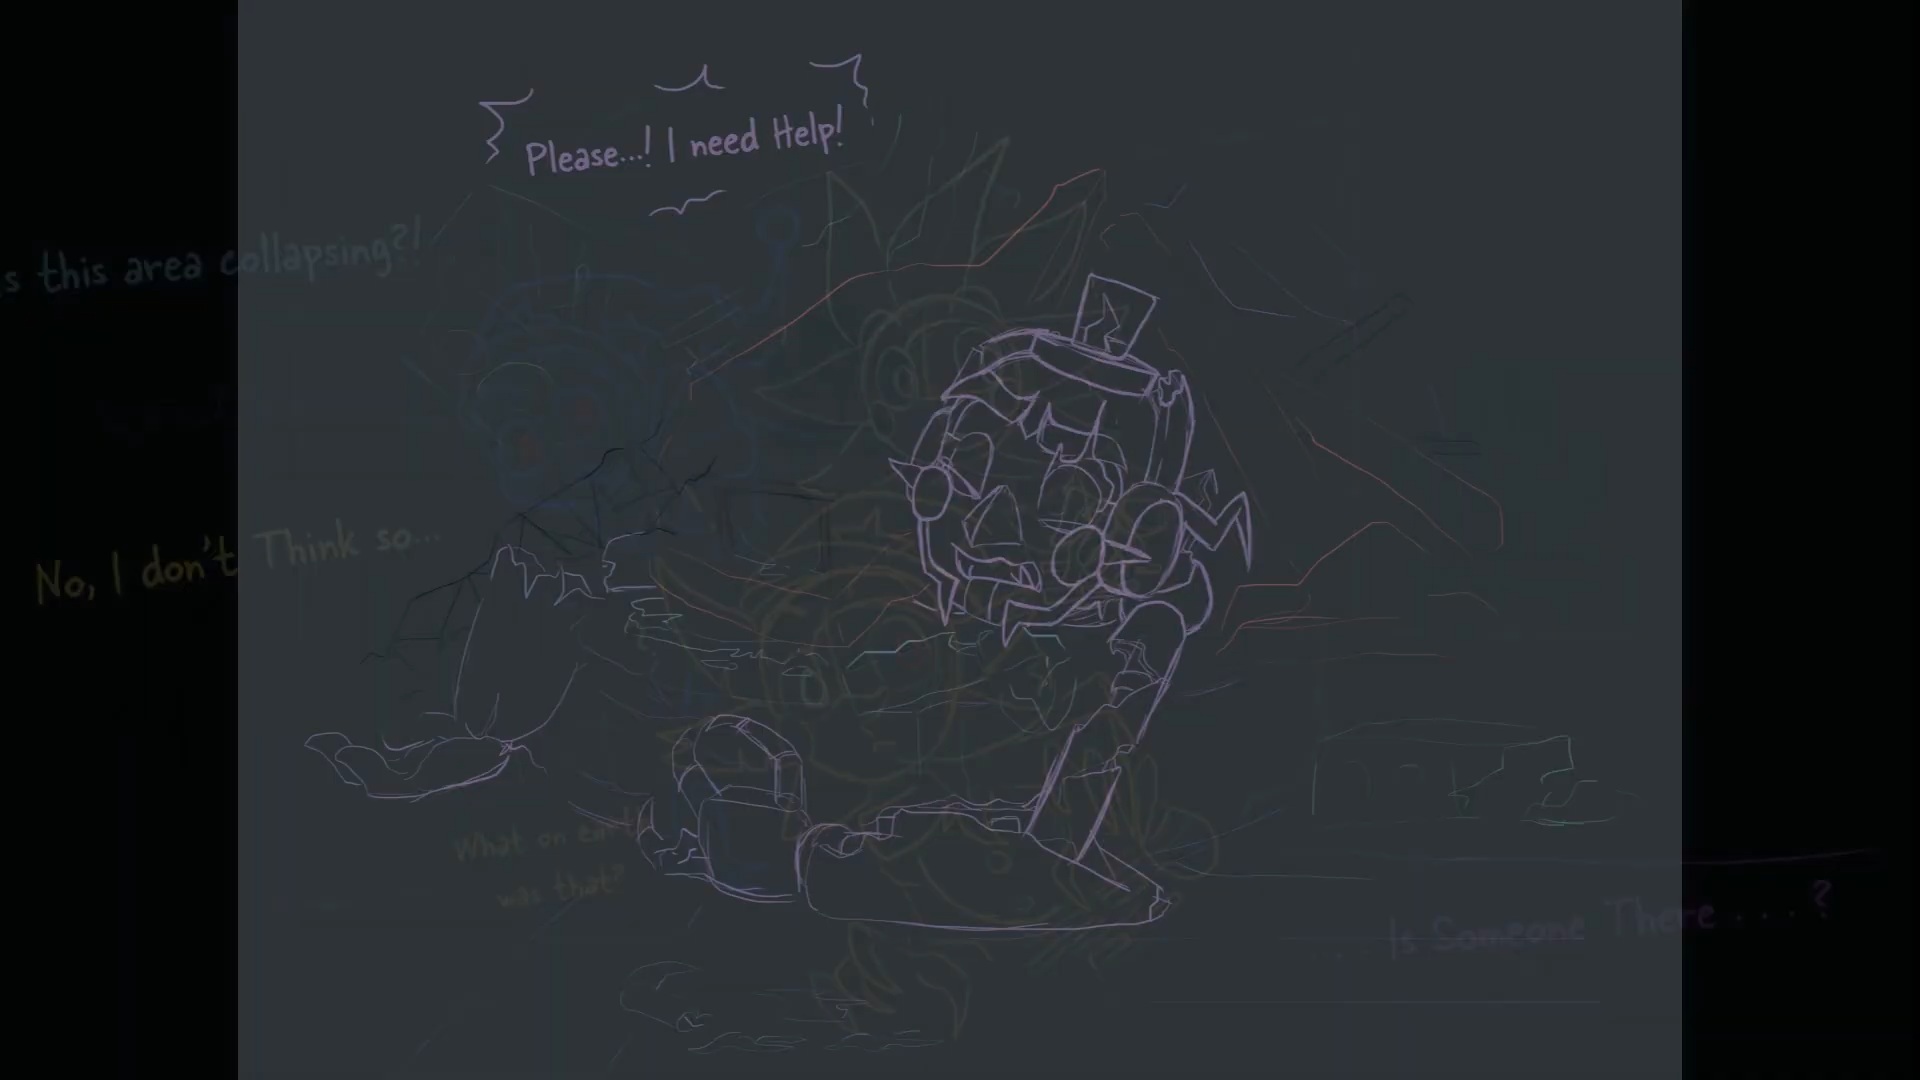 Please...! I need Help!
s this area collapsing?!
No, I don't Think so...
What on earth
was that?
.... Is Someone There ....?